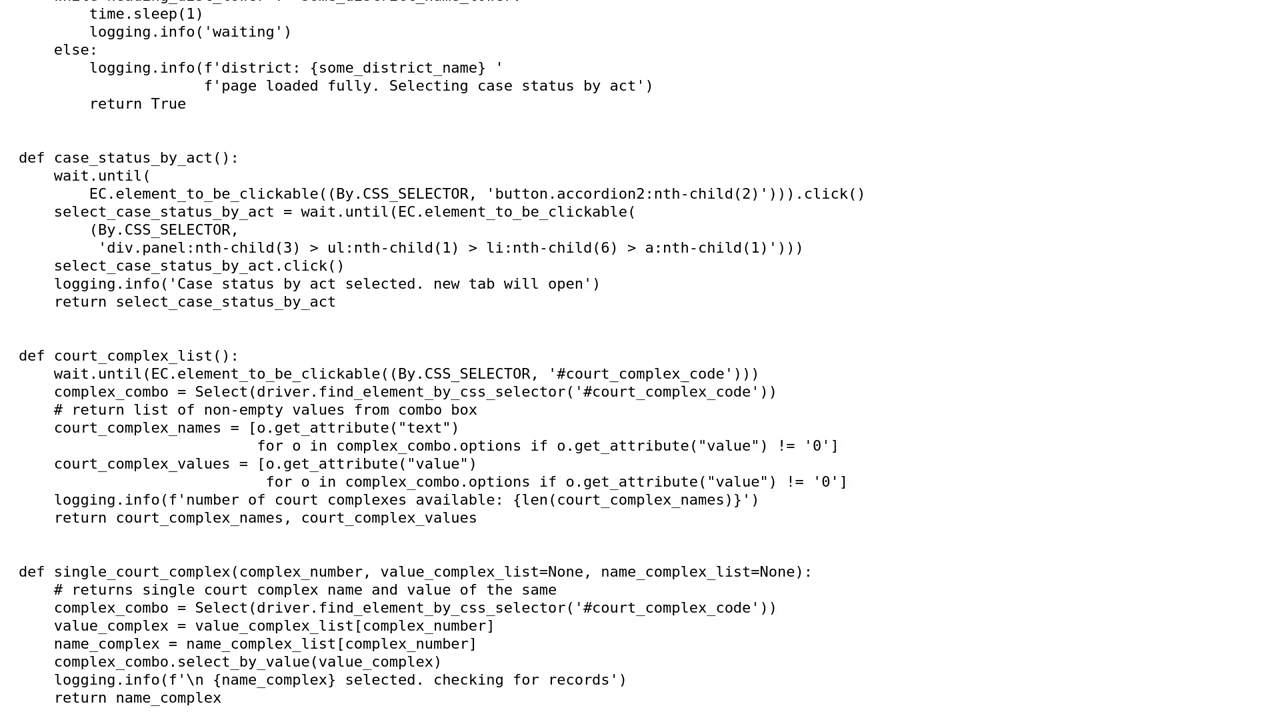 time.sleep(1)
logging.info('waiting')
else:
logging.info(f'district: {some_district_name} '
f'page loaded fully. Selecting case status by act')
return True
def case_status_by_act():
wait.until(
EC.element_to_be_clickable((By.CSS_SELECTOR, 'button.accordion2:nth-child(2)'))).click()
select_case_status_by_act = wait.until(EC.element_to_be_clickable(
(By.CSS_SELECTOR,
'div.panel:nth-child(3) > ul:nth-child(1) > li:nth-child(6) > a:nth-child(1)')))
select_case_status_by_act.click()
logging.info('Case status by act selected. new tab will open')
return select_case_status_by_act
def court_complex_list():
wait.until(EC.element_to_be_clickable((By.CSS_SELECTOR, '#court_complex_code')))
complex_combo = Select(driver.find_element_by_css_selector('#court_complex_code'))
# return list of non-empty values from combo box
court_complex_names = [o.get_attribute("text")
for o in complex_combo.options if o.get_attribute("value") != '0']
court_complex_values = [o.get_attribute("value")
for o in complex_combo.options if o.get_attribute("value") != '0']
logging.info(f'number of court complexes available: {len(court_complex_names)}')
return court_complex_names, court_complex_values
def single_court_complex(complex_number, value_complex_list=None, name_complex_list=None):
# returns single court complex name and value of the same
complex_combo = Select(driver.find_element_by_css_selector('#court_complex_code'))
value_complex = value_complex_list[complex_number]
name_complex = name_complex_list[complex_number]
complex_combo.select_by_value(value_complex)
logging.info(f'\n {name_complex} selected. checking for records')
return name_complex